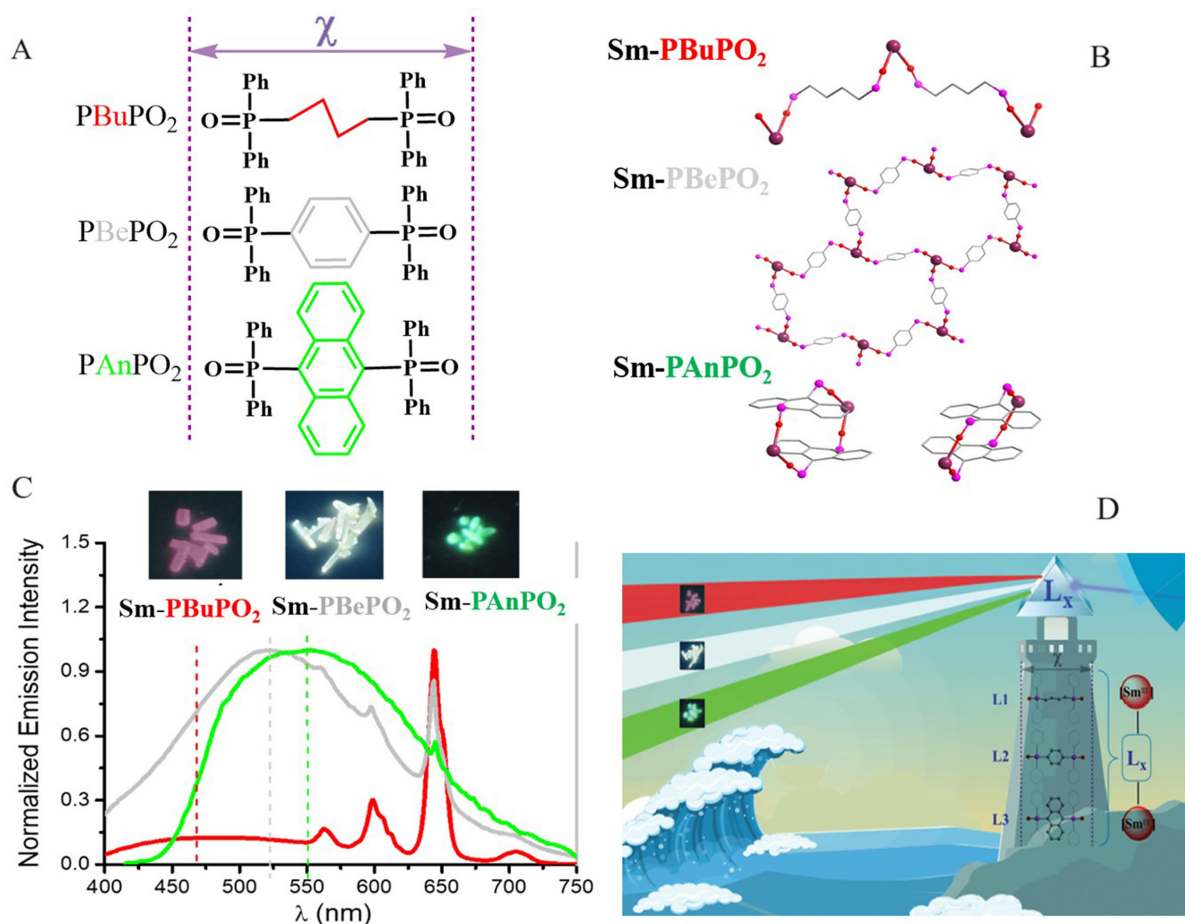 A
χ
PBuPO₂
Ph Ph
O=P P=O
Ph Ph
PBePO₂
Ph Ph
O=P P=O
Ph Ph
PAnPO₂
Ph Ph
O=P P=O
Ph Ph
B
Sm-PBuPO₂
Sm-PBePO₂
Sm-PAnPO₂
C
Normalized Emission Intensity
1.5
1.2
0.9
0.6
0.3
0.0
Sm-PBuPO₂
Sm-PBePO₂
Sm-PAnPO₂
400 450 500 550 600 650 700 750
λ (nm)
D
Lx
χ
L1
L2
L3
[Smᴵᴵᴵ]
Lx
[Smᴵᴵᴵ]